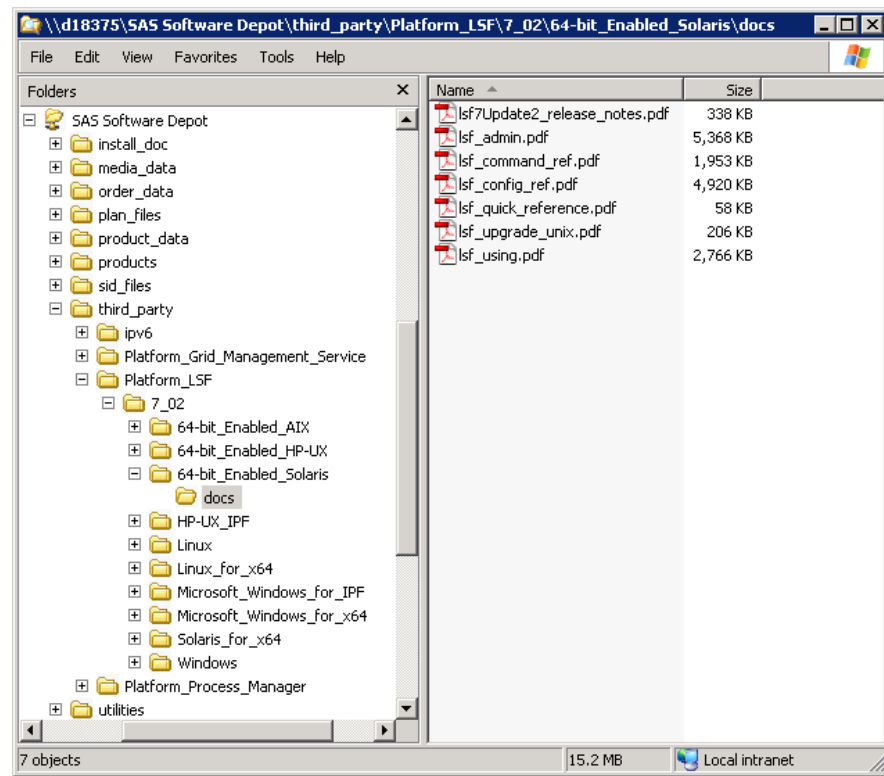 \\d18375\SAS Software Depot\third_party\Platform_LSF\7_02\64-bit_Enabled_Solaris\docs
File Edit View Favorites Tools Help
Folders
Name Size
SAS Software Depot
install_doc
media_data
order_data
plan_files
product_data
products
sid_files
third_party
ipv6
Platform_Grid_Management_Service
Platform_LSF
7_02
64-bit_Enabled_AIX
64-bit_Enabled_HP-UX
64-bit_Enabled_Solaris
docs
HP-UX_IPF
Linux
Linux_for_x64
Microsoft_Windows_for_IPF
Microsoft_Windows_for_x64
Solaris_for_x64
Windows
Platform_Process_Manager
utilities
lsf7Update2_release_notes.pdf 338 KB
lsf_admin.pdf 5,368 KB
lsf_command_ref.pdf 1,953 KB
lsf_config_ref.pdf 4,920 KB
lsf_quick_reference.pdf 58 KB
lsf_upgrade_unix.pdf 206 KB
lsf_using.pdf 2,766 KB
7 objects 15.2 MB Local intranet